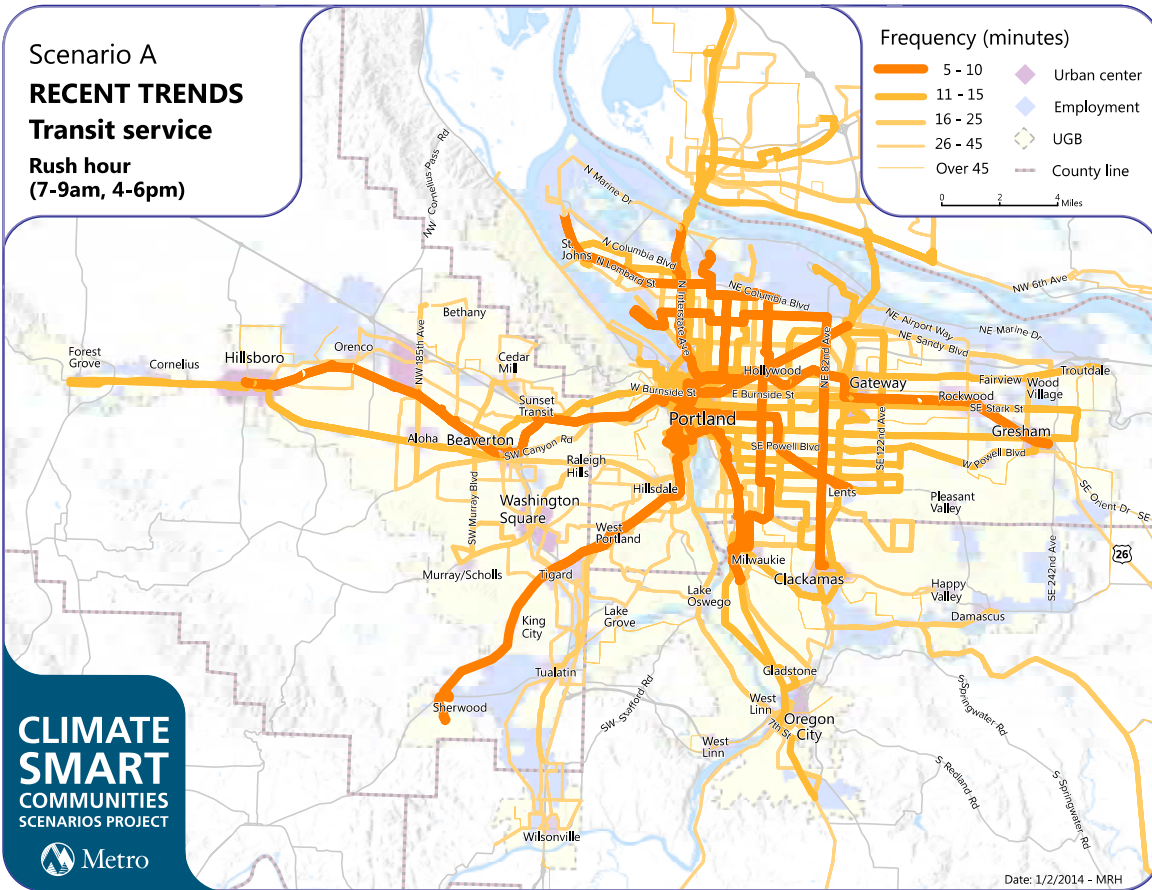 Scenario A
RECENT TRENDS
Transit service
Rush hour
(7-9am, 4-6pm)
Frequency (minutes)
5 - 10
11 - 15
16 - 25
26 - 45
Over 45
Urban center
Employment
UGB
County line
0 2 4
Miles
NW Cornelius Pass Rd
N Marine Dr
St.
Johns
N Columbia Blvd
N Lombard St
N Interstate Ave
NE Columbia Blvd
NW 6th Ave
NE Airport Way
NE Marine Dr
NE Sandy Blvd
NE 82nd Ave
Bethany
NW 185th Ave
Forest
Grove
Cornelius
Hillsboro
Orenco
Cedar
Mill
Hollywood
Gateway
Troutdale
Fairview
Wood
Village
Rockwood
W Burnside St
E Burnside St
SE Stark St
Sunset
Transit
Portland
Gresham
SE 122nd Ave
Aloha
Beaverton
SW Canyon Rd
SE Powell Blvd
W Powell Blvd
Raleigh
Hills
SW Murray Blvd
Hillsdale
Lents
Washington
Square
Pleasant
Valley
SE Orient Dr
SE
West
Portland
26
SE 242nd Ave
Milwaukie
Clackamas
Murray/Scholls
Tigard
Happy
Valley
Lake
Oswego
Lake
Grove
Damascus
King
City
Tualatin
Gladstone
Sherwood
SW Stafford Rd
West
Linn
Oregon
City
7th St
West
Linn
S Springwater Rd
S Redland Rd
S Springwater Rd
Wilsonville
CLIMATE
SMART
COMMUNITIES
SCENARIOS PROJECT
Metro
Date: 1/2/2014 - MRH